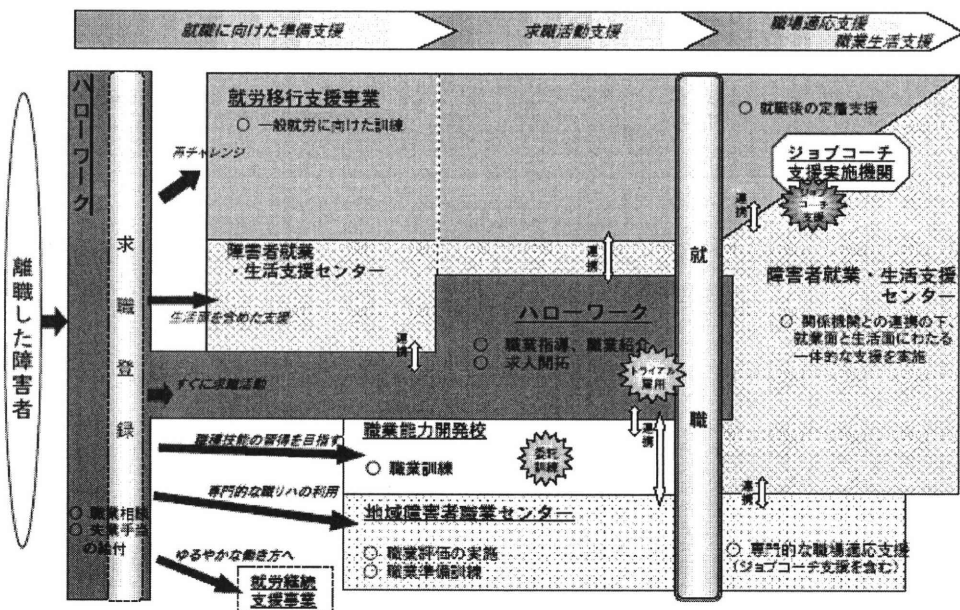 就職に向けた準備支援
求職活動支援
職場適応支援
職業生活支援
離職した障害者
ハローワーク
求職登録
○ 職業相談
○ 失業手当
の給付
再チャレンジ
生活面を含めた支援
すぐに求職活動
職種技能の習得を目指す
専門的な職リハの利用
ゆるやかな働き方へ
就労移行支援事業
○ 一般就労に向けた訓練
障害者就業
・生活支援センター
連携
連携
ハローワーク
○ 職業指導、職業紹介
○ 求人開拓
トライアル
雇用
連携
職業能力開発校
○ 職業訓練
委託
訓練
地域障害者職業センター
○ 職業評価の実施
○ 職業準備訓練
就労継続
支援事業
就職
○ 就職後の定着支援
ジョブコーチ
支援実施機関
ジョブ
コーチ
支援
連携
障害者就業・生活支援
センター
○ 関係機関との連携の下、
就業面と生活面にわたる
一体的な支援を実施
連携
○ 専門的な職場適応支援
（ジョブコーチ支援を含む）